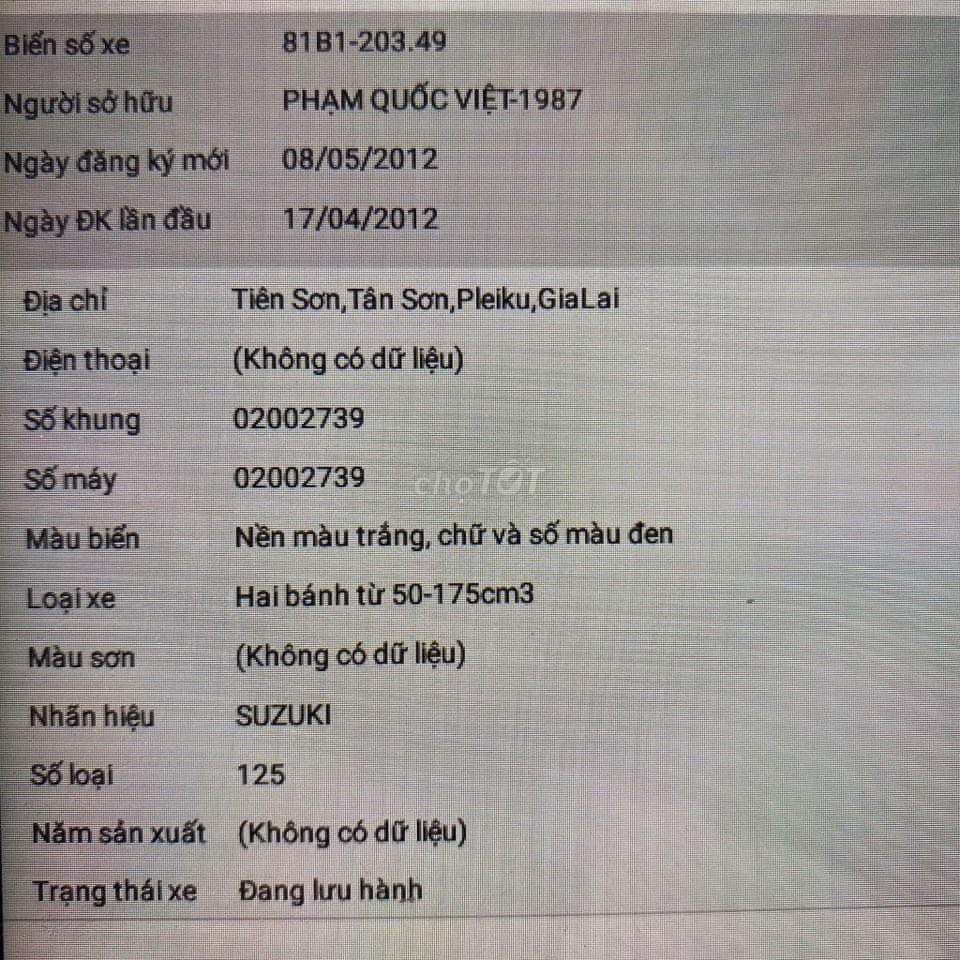 Biển số xe 81B1-203.49
Người sở hữu PHẠM QUỐC VIỆT-1987
Ngày đăng ký mới 08/05/2012
Ngày ĐK lần đầu 17/04/2012
Địa chỉ Tiên Sơn,Tân Sơn,Pleiku,GiaLai
Điện thoại (Không có dữ liệu)
Số khung 02002739
Số máy 02002739
chợTỐT
Màu biển Nền màu trắng, chữ và số màu đen
Loại xe Hai bánh từ 50-175cm3
Màu sơn (Không có dữ liệu)
Nhãn hiệu SUZUKI
Số loại 125
Năm sản xuất (Không có dữ liệu)
Trạng thái xe Đang lưu hành